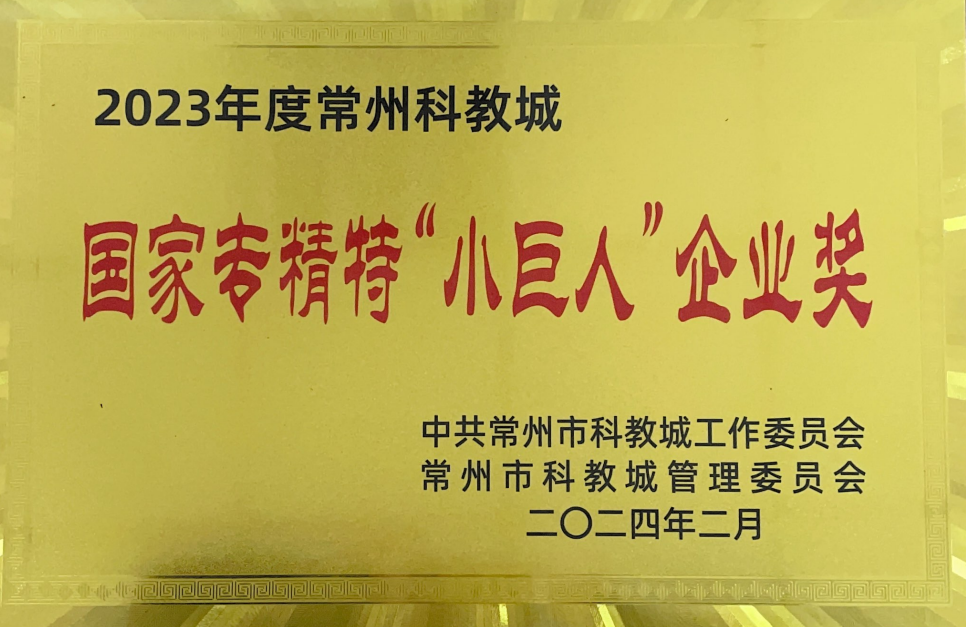 2023年度常州科教城
国家专精特“小巨人”企业奖
中共常州市科教城工作委员会
常州市科教城管理委员会
二〇二四年二月